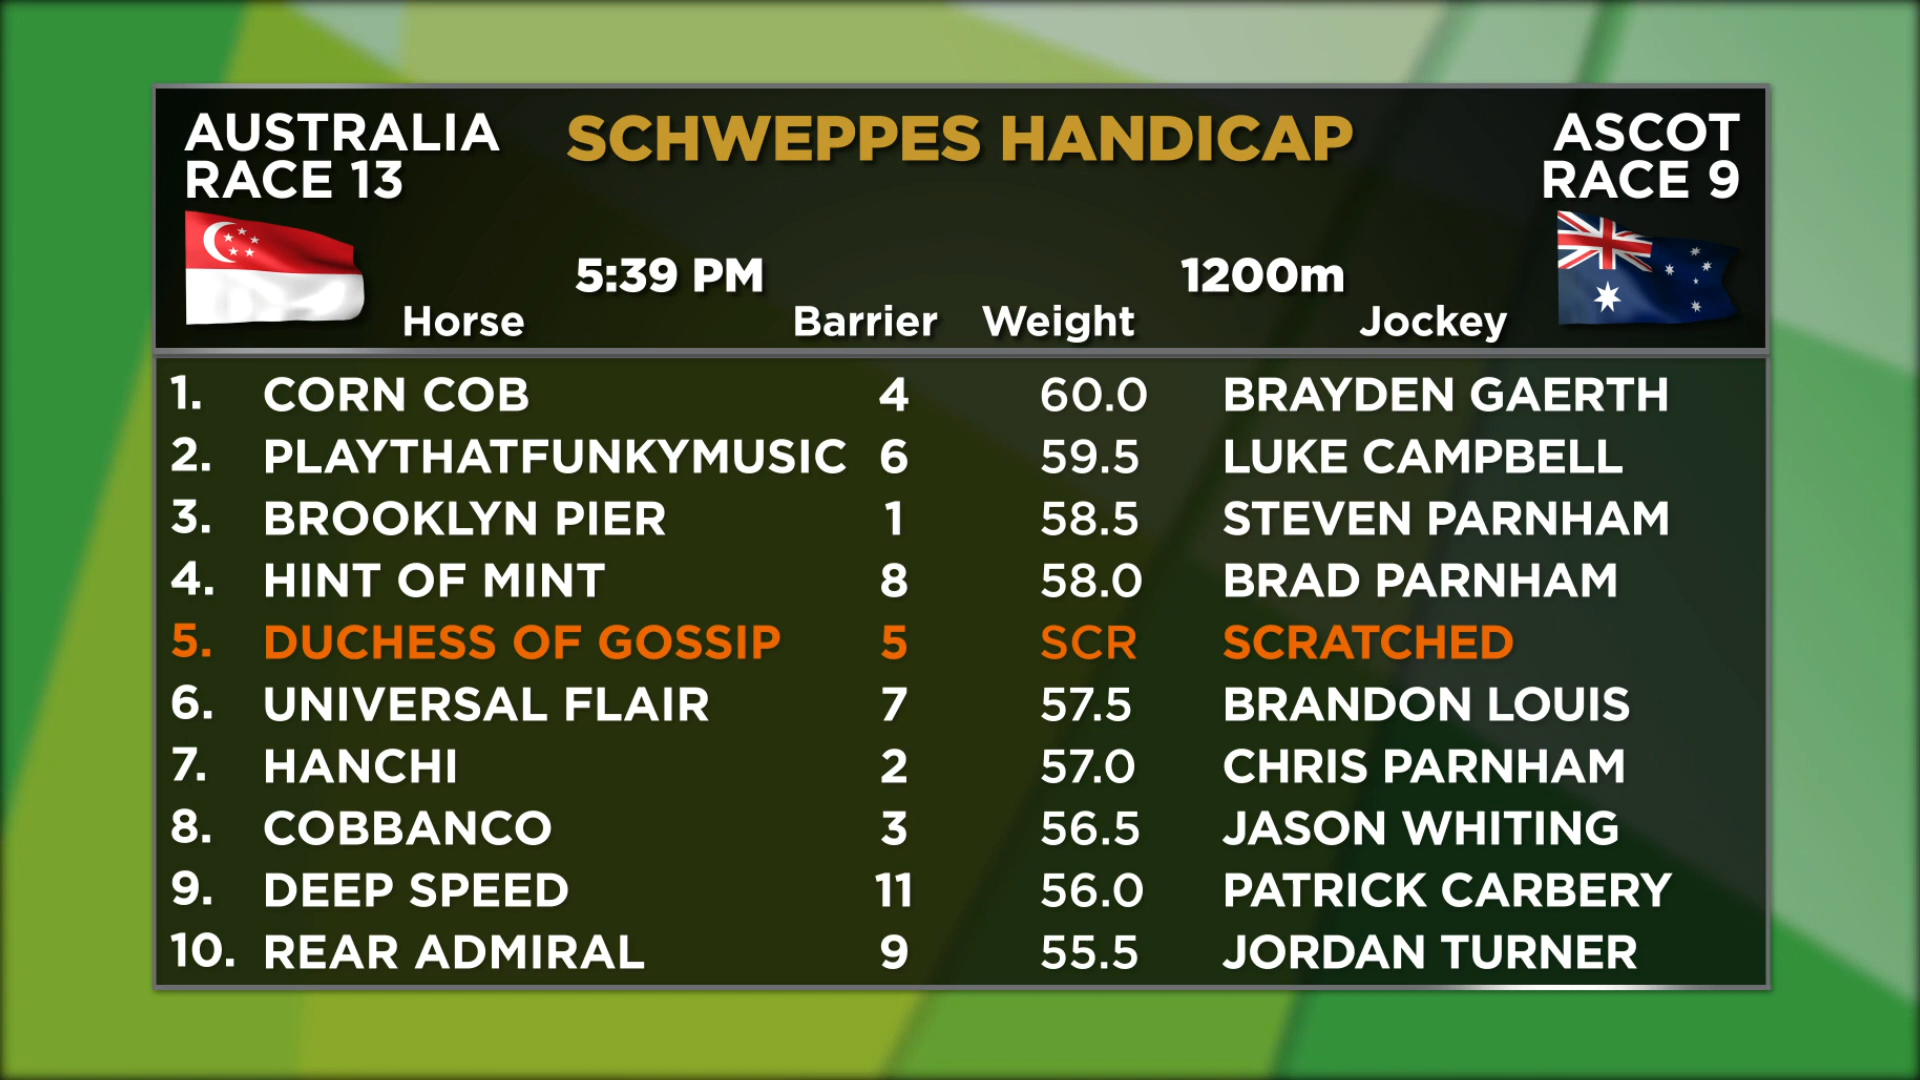 AUSTRALIA
RACE 13
SCHWEPPES HANDICAP
ASCOT
RACE 9
5:39 PM
1200m
Horse Barrier Weight Jockey
1. CORN COB 4 60.0 BRAYDEN GAERTH
2. PLAYTHATFUNKYMUSIC 6 59.5 LUKE CAMPBELL
3. BROOKLYN PIER 1 58.5 STEVEN PARNHAM
4. HINT OF MINT 8 58.0 BRAD PARNHAM
5. DUCHESS OF GOSSIP 5 SCR SCRATCHED
6. UNIVERSAL FLAIR 7 57.5 BRANDON LOUIS
7. HANCHI 2 57.0 CHRIS PARNHAM
8. COBBANCO 3 56.5 JASON WHITING
9. DEEP SPEED 11 56.0 PATRICK CARBERY
10. REAR ADMIRAL 9 55.5 JORDAN TURNER